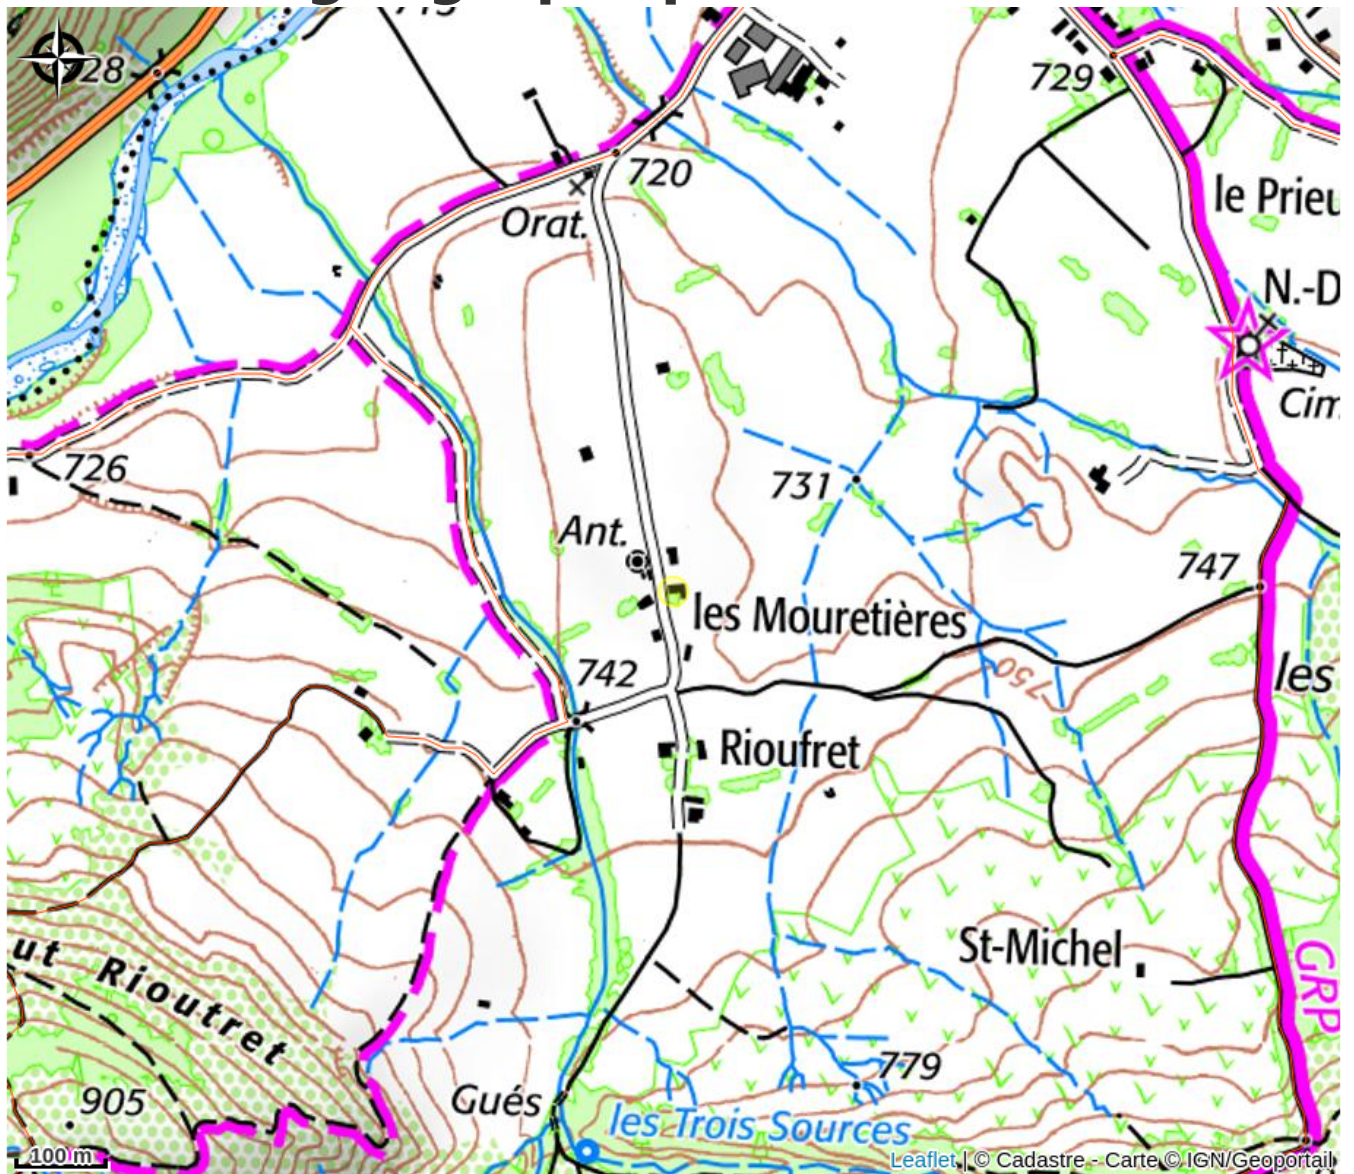 28
729
720
Orat.
le Prieu
N.-D
Cim
726
731
Ant.
747
les Mouretières
742
750
les
Rioufret
St-Michel
GRP
ut Rioutret
779
905
Gués
les Trois Sources
100 m
Leaflet | © Cadastre - Carte © IGN/Geoportail